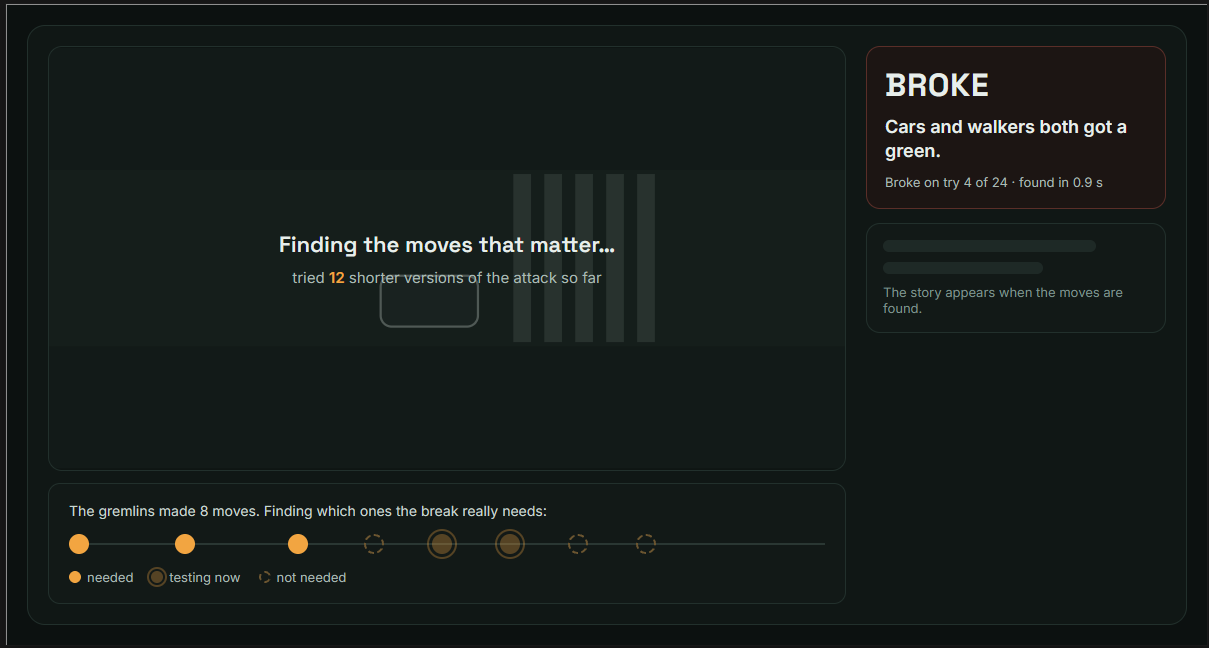 Finding the moves that matter...
tried 12 shorter versions of the attack so far
The gremlins made 8 moves. Finding which ones the break really needs:
needed testing now not needed
BROKE
Cars and walkers both got a
green.
Broke on try 4 of 24 · found in 0.9 s
The story appears when the moves are
found.